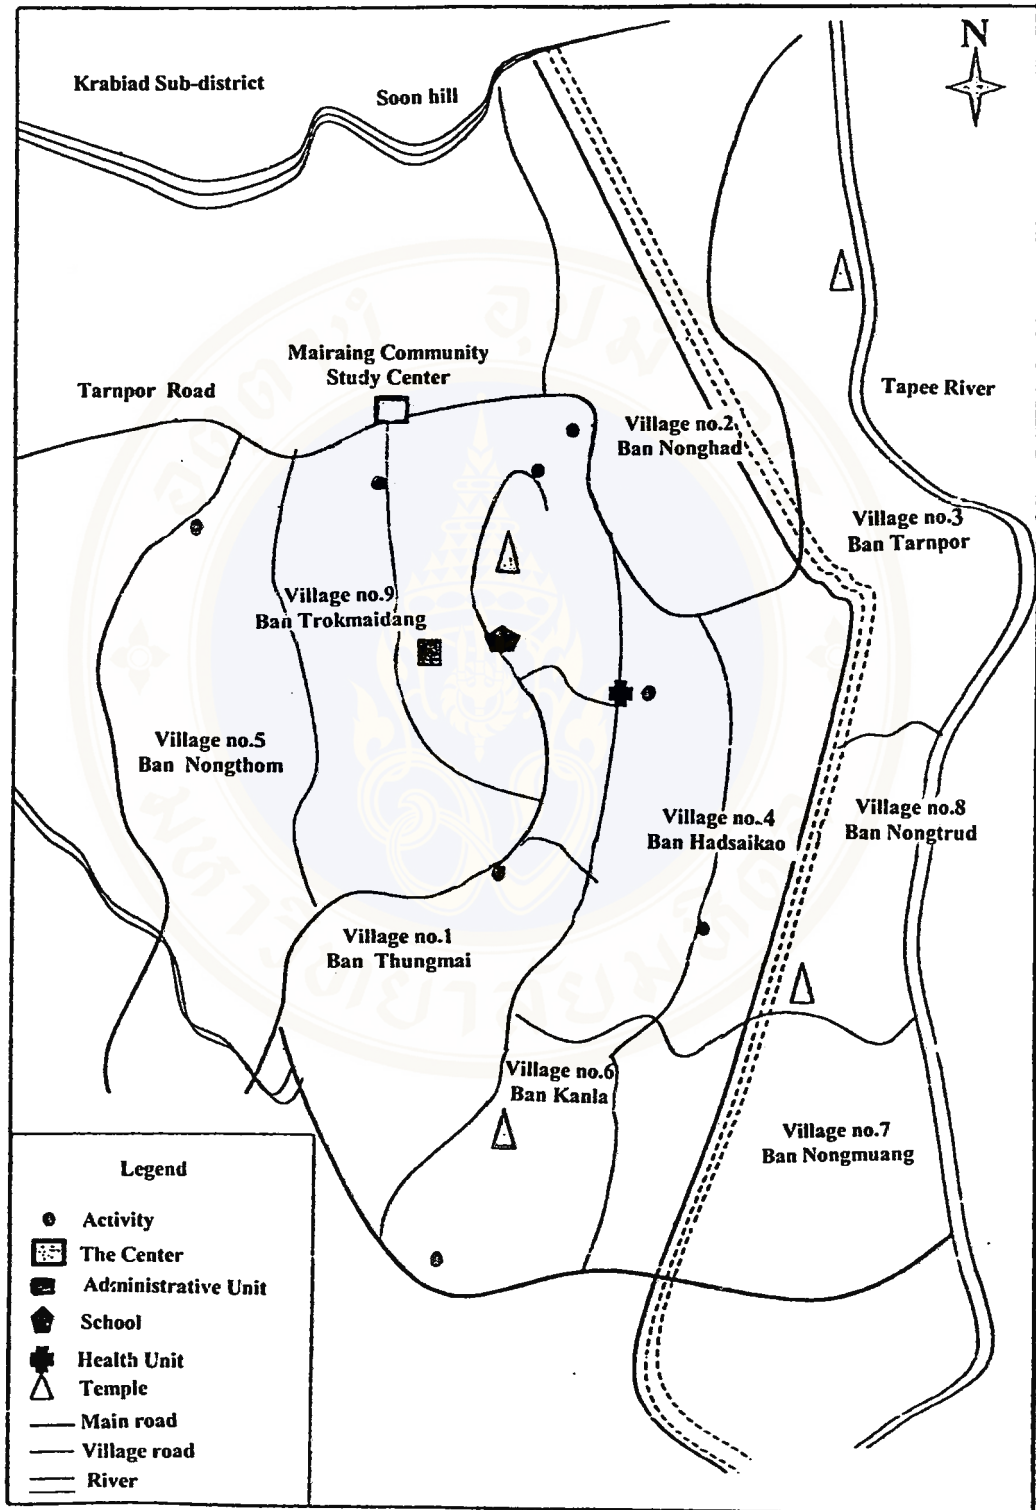 N
Krabiad Sub-district
Soon hill
Mairaing Community
Study Center
Tarnpor Road
Tapee River
Village no.2
Ban Nonghad
Village no.3
Ban Tarnpor
Village no.9
Ban Trokmaidang
Village no.5
Ban Nongthom
Village no.4
Ban Hadsaikao
Village no.8
Ban Nongtrud
Village no.1
Ban Thungmai
Village no.6
Ban Kanla
Village no.7
Ban Nongmuang
Legend
Activity
The Center
Administrative Unit
School
Health Unit
Temple
Main road
Village road
River